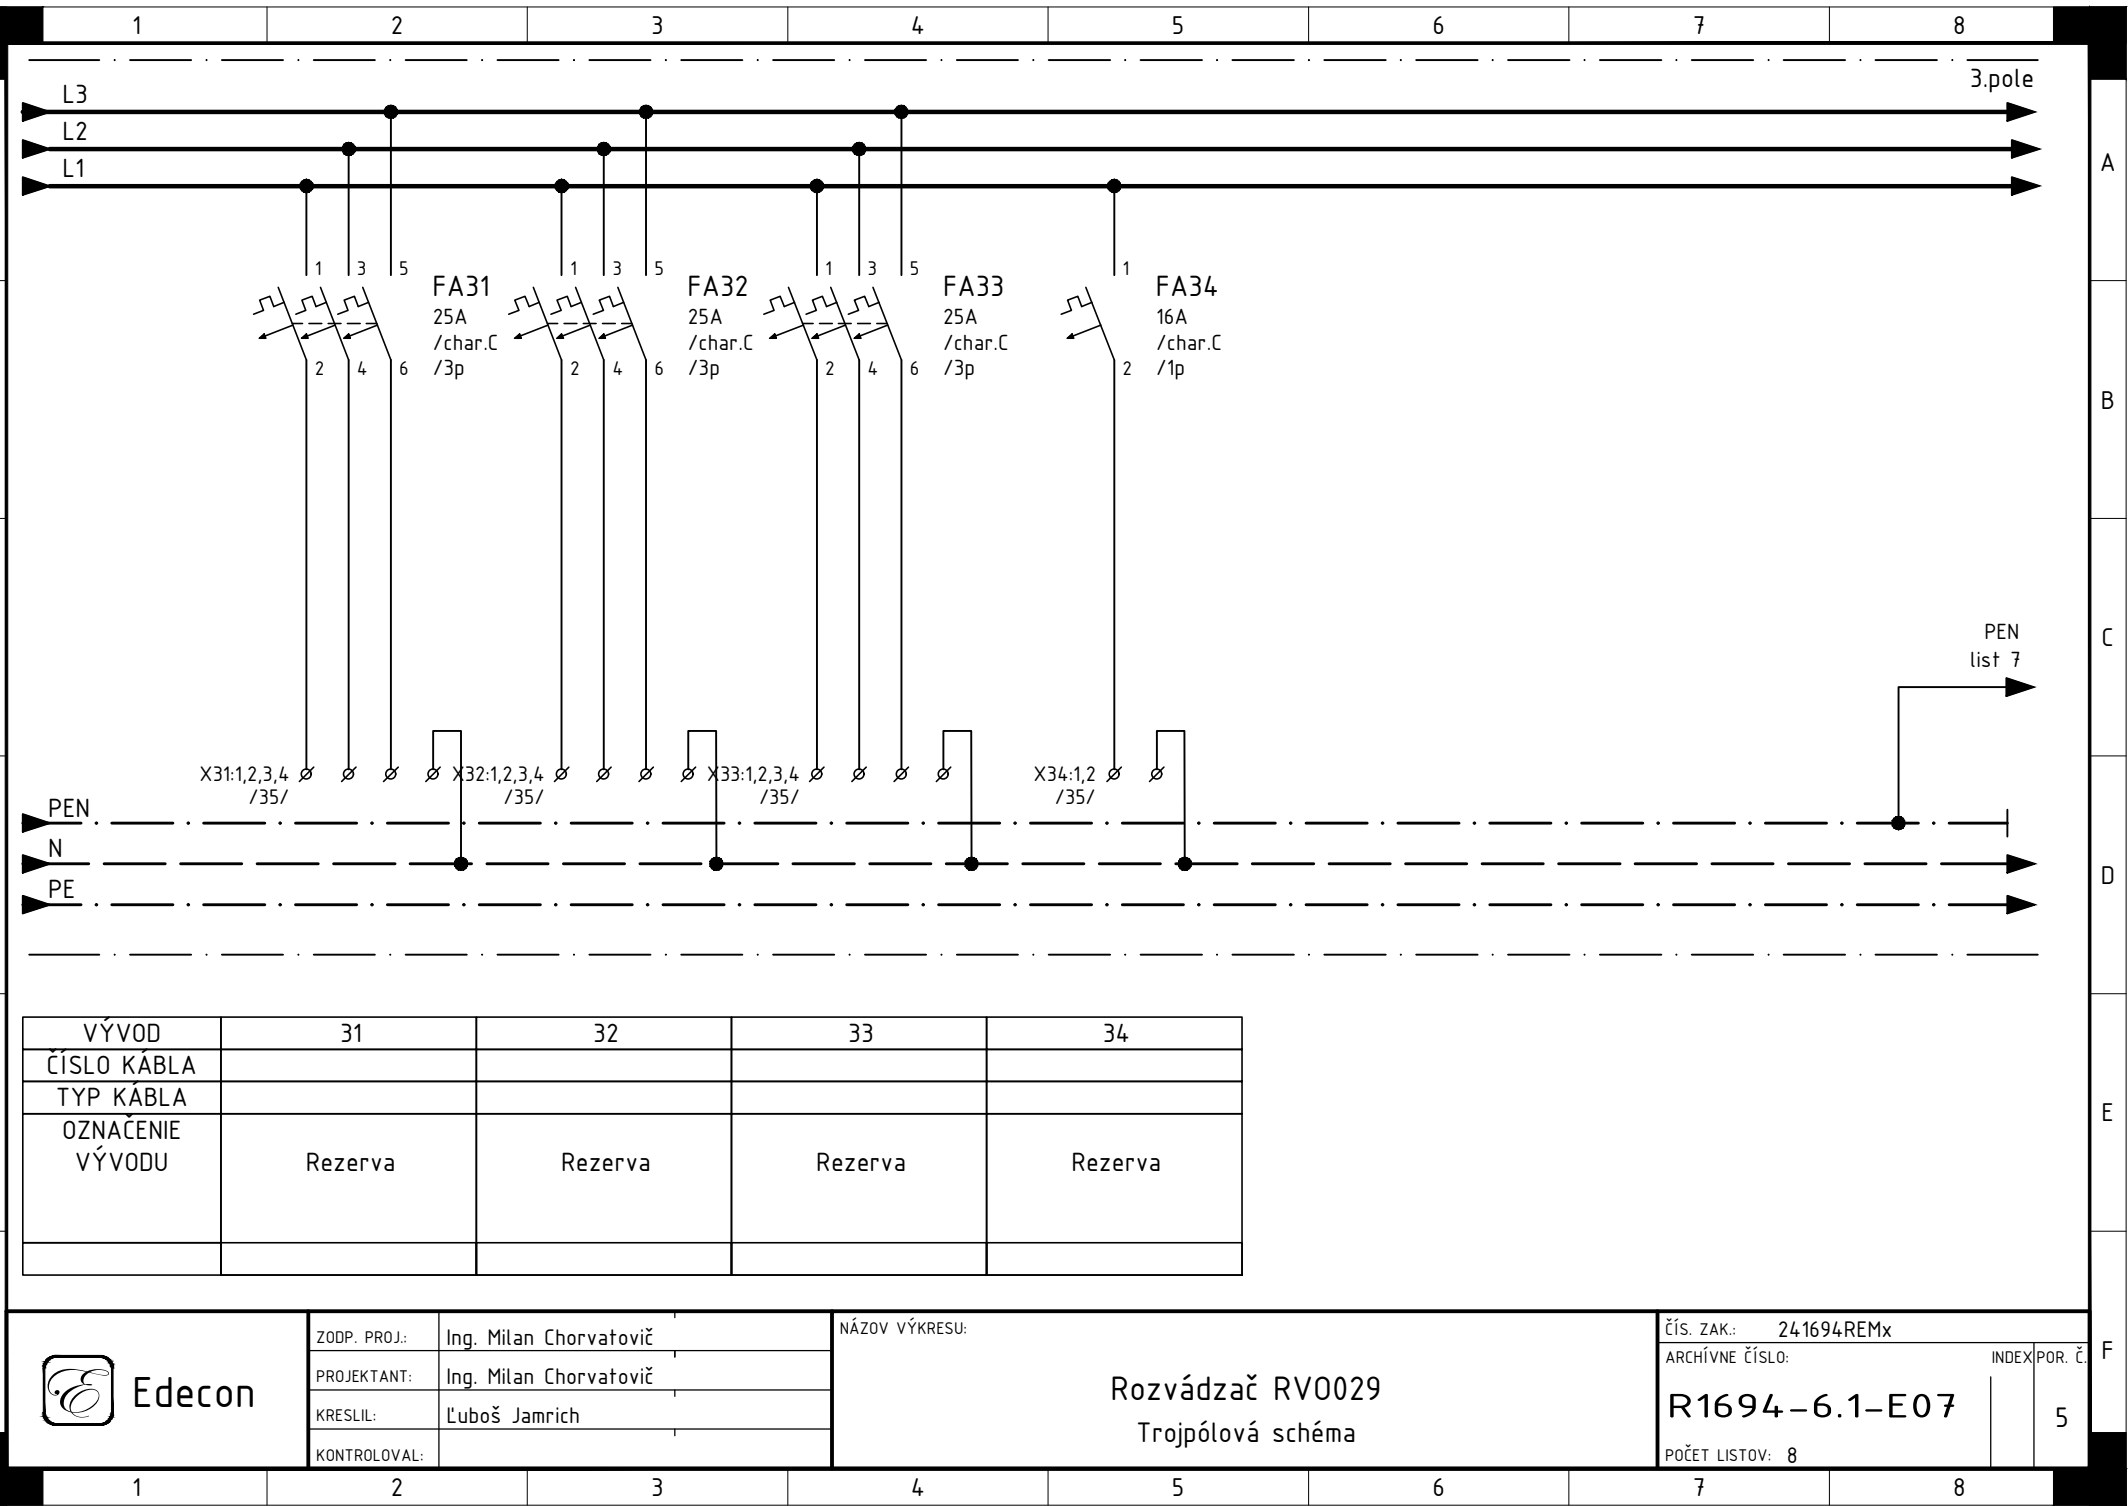 1 2 3 4 5 6 7 8
3.pole
L3
L2
L1
A
1 3 5
FA31
25A
/char.C
/3p
2 4 6
1 3 5
FA32
25A
/char.C
/3p
2 4 6
1 3 5
FA33
25A
/char.C
/3p
2 4 6
1
FA34
16A
/char.C
/1p
2
B
PEN
list 7
C
X31:1,2,3,4
/35/
X32:1,2,3,4
/35/
X33:1,2,3,4
/35/
X34:1,2
/35/
PEN
N
PE
D
VÝVOD 31 32 33 34
ČÍSLO KÁBLA
TYP KÁBLA
OZNAČENIE
VÝVODU Rezerva Rezerva Rezerva Rezerva
E
Edecon
ZODP. PROJ.: Ing. Milan Chorvatovič
PROJEKTANT: Ing. Milan Chorvatovič
KRESLIL: Ľuboš Jamrich
KONTROLOVAL:
NÁZOV VÝKRESU:
Rozvádzač RVO029
Trojpólová schéma
ČÍS. ZAK.: 241694REMx
ARCHÍVNE ČÍSLO: INDEX POR. Č.
R1694-6.1-E07
5
POČET LISTOV: 8
F
1 2 3 4 5 6 7 8